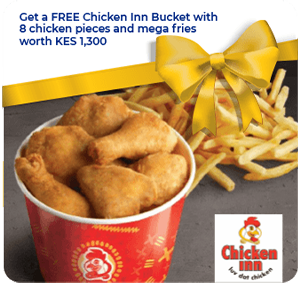 Get a FREE Chicken Inn Bucket with
8 chicken pieces and mega fries
worth KES 1,300
Chicken
Inn
luv dat chicken